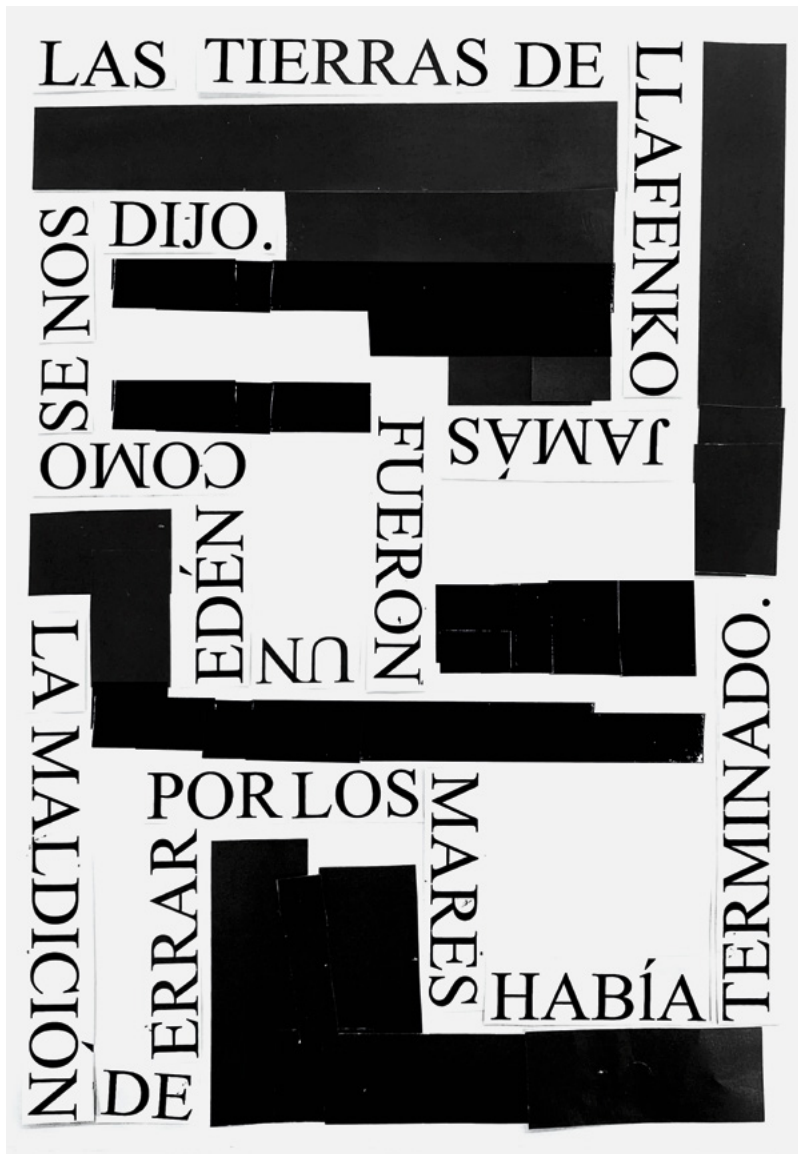 LAS TIERRAS DE
LLAFENKO
JAMÁS
FUERON
UN
EDÉN
COMO
SE NOS
DIJO.
LA MALDICIÓN
DE
ERRAR
POR LOS
MARES
HABÍA
TERMINADO.